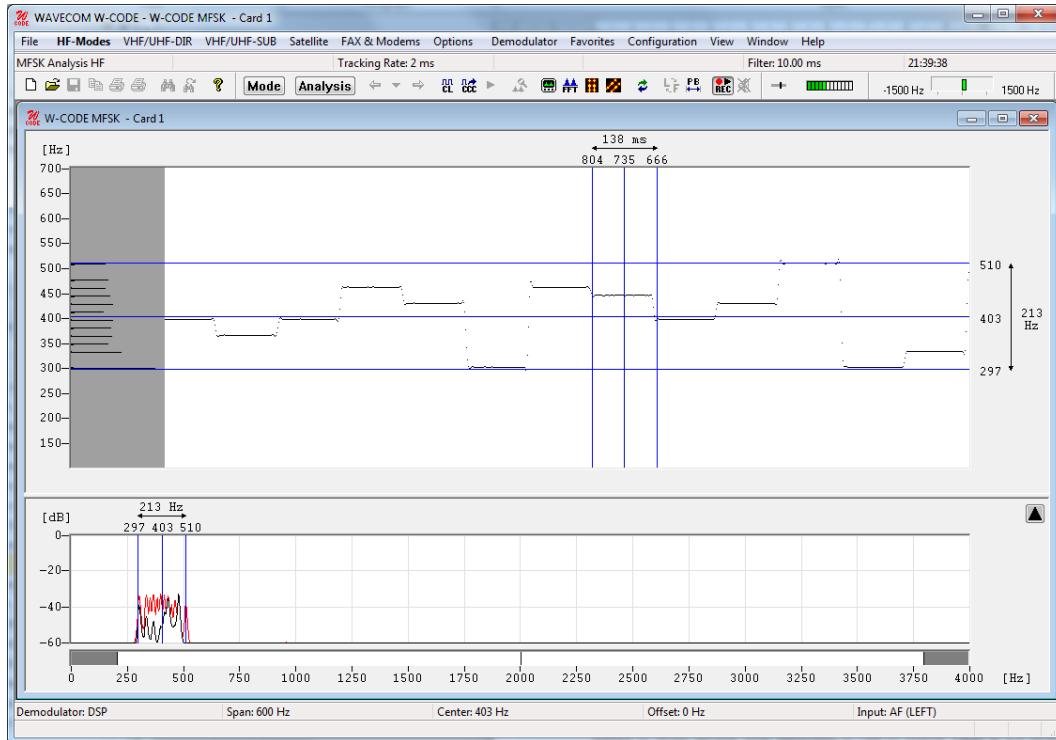 WAVECOM W-CODE - W-CODE MFSK - Card 1
File HF-Modes VHF/UHF-DIR VHF/UHF-SUB Satellite FAX & Modems Options Demodulator Favorites Configuration View Window Help
MFSK Analysis HF Tracking Rate: 2 ms Filter: 10.00 ms 21:39:38
Mode Analysis CL CCC FFT LF PB REC -1500 Hz 1500 Hz
W-CODE MFSK - Card 1
138 ms
[Hz] 804 735 666
700
650
600
550
500 510
450
400 403 213 Hz
350
300 297
250
200
150
213 Hz
[dB] 297 403 510
0
-20
-40
-60
0 250 500 750 1000 1250 1500 1750 2000 2250 2500 2750 3000 3250 3500 3750 4000 [Hz]
Demodulator: DSP Span: 600 Hz Center: 403 Hz Offset: 0 Hz Input: AF (LEFT)